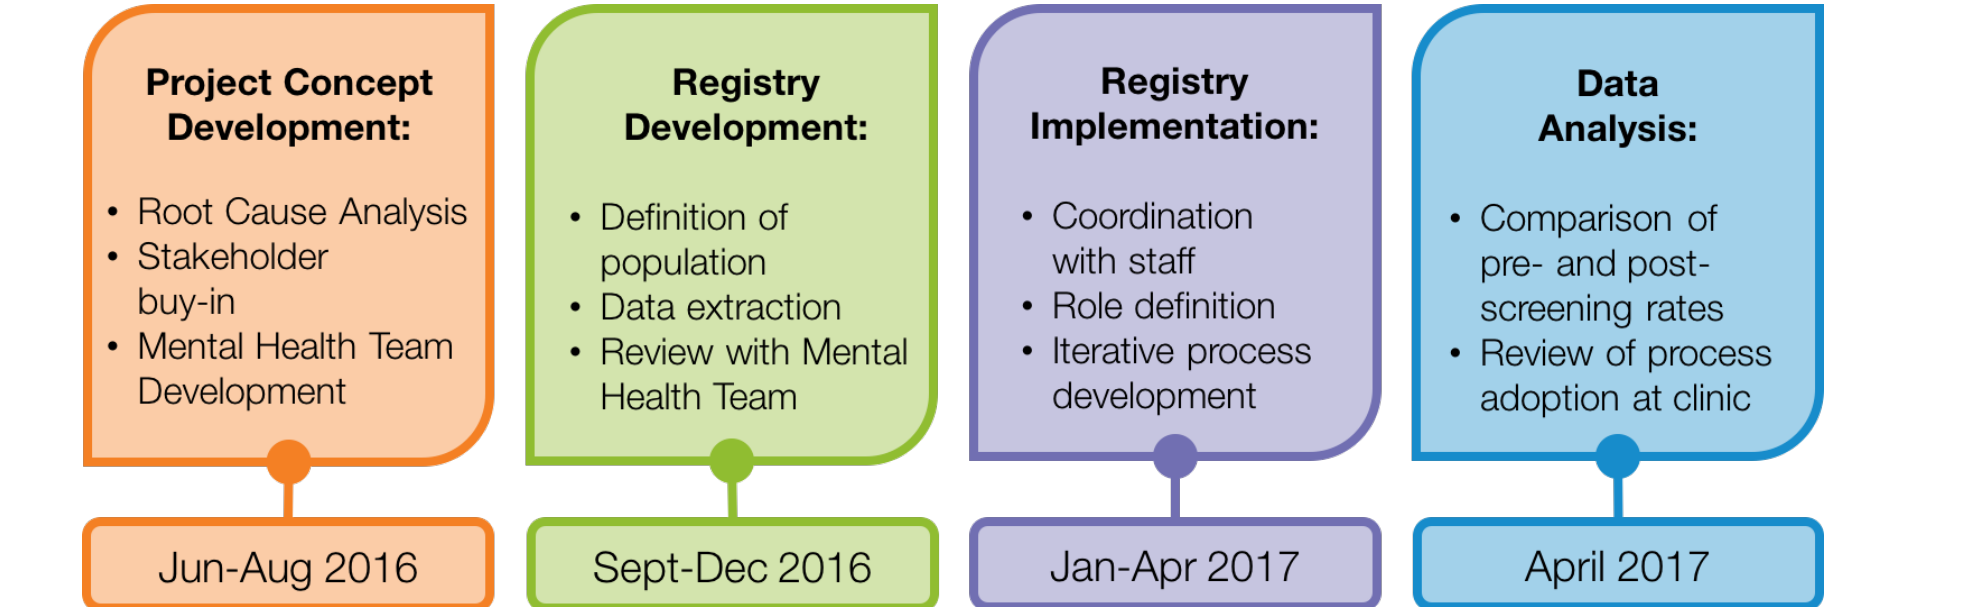 Project Concept
Development:
• Root Cause Analysis
• Stakeholder
buy-in
• Mental Health Team
Development
Jun-Aug 2016
Registry
Development:
• Definition of
population
• Data extraction
• Review with Mental
Health Team
Sept-Dec 2016
Registry
Implementation:
• Coordination
with staff
• Role definition
• Iterative process
development
Jan-Apr 2017
Data
Analysis:
• Comparison of
pre- and post-
screening rates
• Review of process
adoption at clinic
April 2017